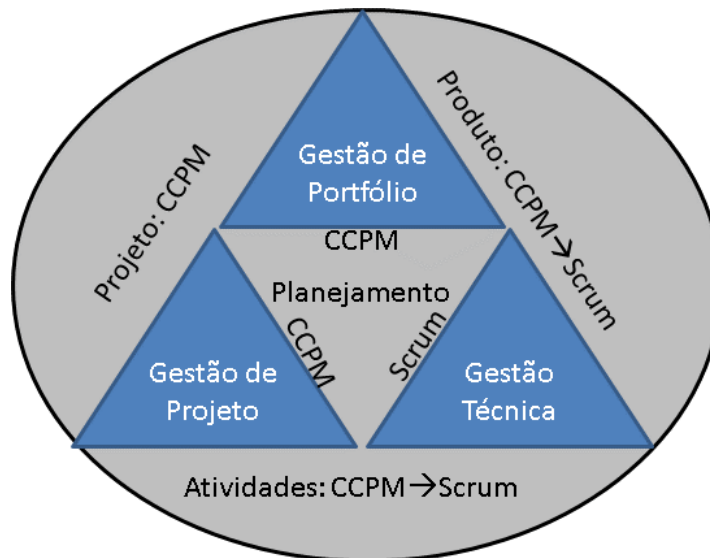 Gestão de
Portfólio
Projeto: CCPM
Produto: CCPM→Scrum
CCPM
Planejamento
CCPM
Scrum
Gestão de
Projeto
Gestão
Técnica
Atividades: CCPM→Scrum